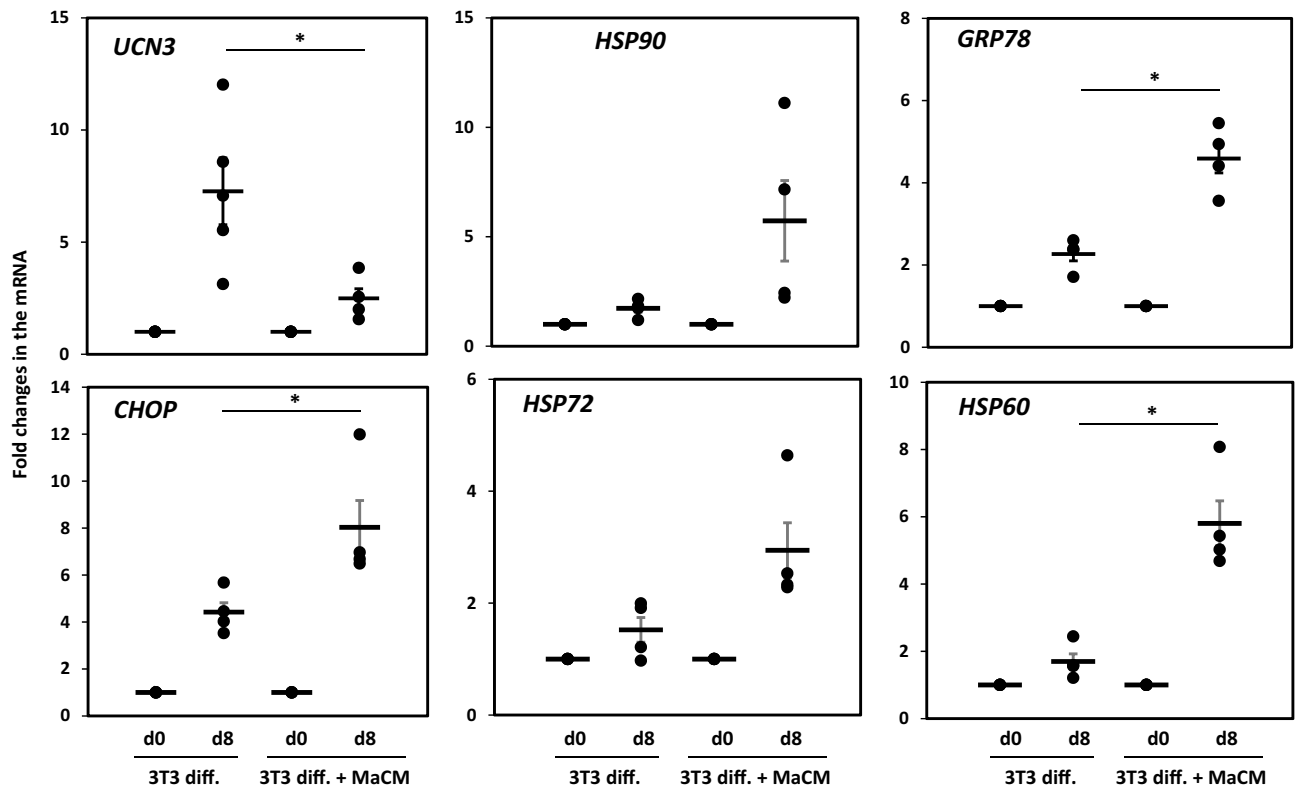 Fold changes in the mRNA
UCN3
*
15
10
5
0
HSP90
15
10
5
0
GRP78
*
8
6
4
2
0
CHOP
*
14
12
10
8
6
4
2
0
HSP72
6
4
2
0
HSP60
*
10
8
6
4
2
0
d0 d8 d0 d8
3T3 diff. 3T3 diff. + MaCM
d0 d8 d0 d8
3T3 diff. 3T3 diff. + MaCM
d0 d8 d0 d8
3T3 diff. 3T3 diff. + MaCM